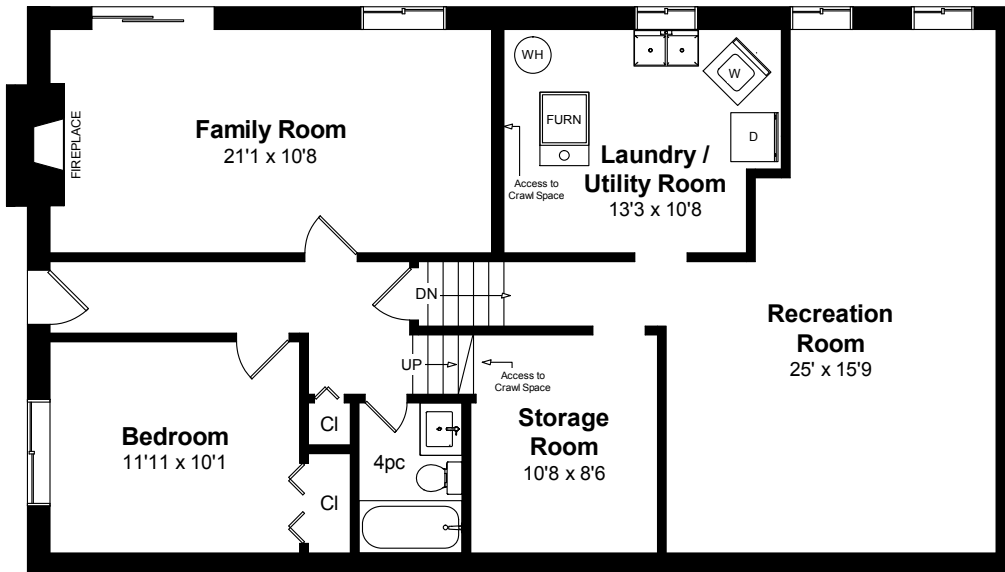 FIREPLACE
Family Room
21'1 x 10'8
WH
FURN
W
D
Access to
Crawl Space
Laundry /
Utility Room
13'3 x 10'8
DN
UP
Access to
Crawl Space
Recreation
Room
25' x 15'9
Bedroom
11'11 x 10'1
Cl
Cl
4pc
Storage
Room
10'8 x 8'6